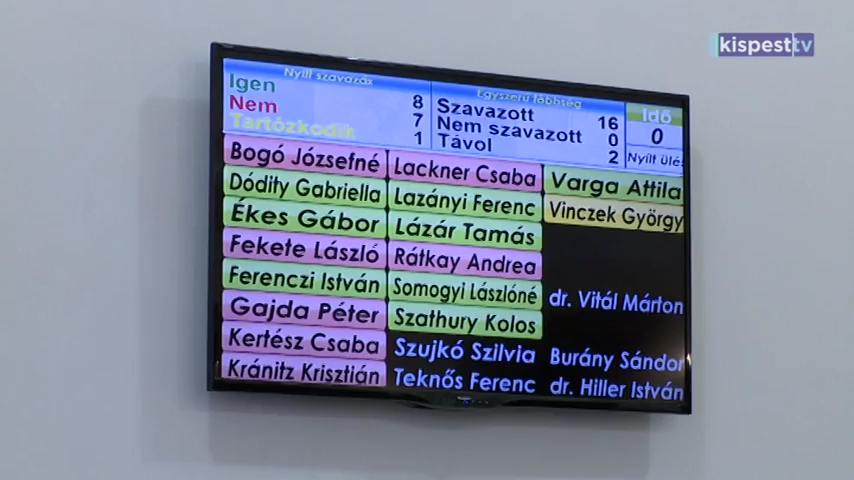 kispesttv
Nyílt szavazás
Igen 8
Nem 7
Tartózkodik 1
Egyszerű többség
Szavazott 16
Nem szavazott 0
Távol 2
Idő
0
Nyílt ülés
Bogó Józsefné
Dódity Gabriella
Ékes Gábor
Fekete László
Ferenczi István
Gajda Péter
Kertész Csaba
Kránitz Krisztián
Lackner Csaba
Lazányi Ferenc
Lázár Tamás
Rátkay Andrea
Somogyi Lászlóné
Szathury Kolos
Szujkó Szilvia
Teknős Ferenc
Varga Attila
Vinczek György
dr. Vitál Márton
Burány Sándor
dr. Hiller István